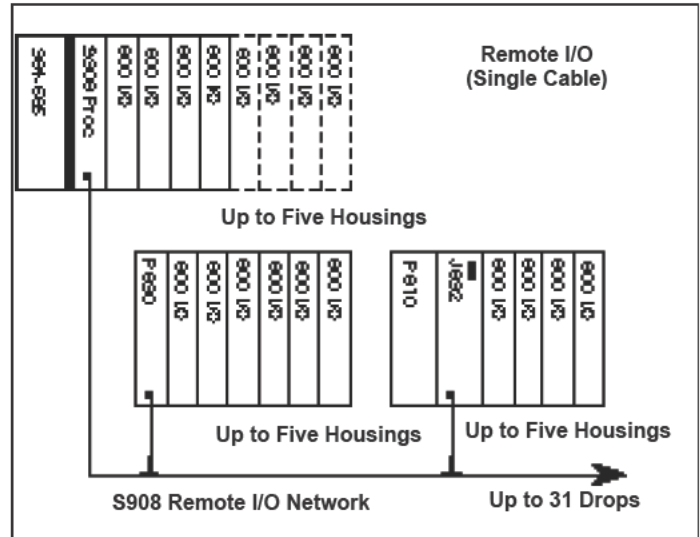 Remote I/O
(Single Cable)
984-685
S908 Proc
800 I/O
800 I/O
800 I/O
800 I/O
800 I/O
800 I/O
800 I/O
800 I/O
Up to Five Housings
P890
800 I/O
800 I/O
800 I/O
800 I/O
800 I/O
800 I/O
P810
J892
800 I/O
800 I/O
800 I/O
800 I/O
Up to Five Housings
Up to Five Housings
S908 Remote I/O Network
Up to 31 Drops